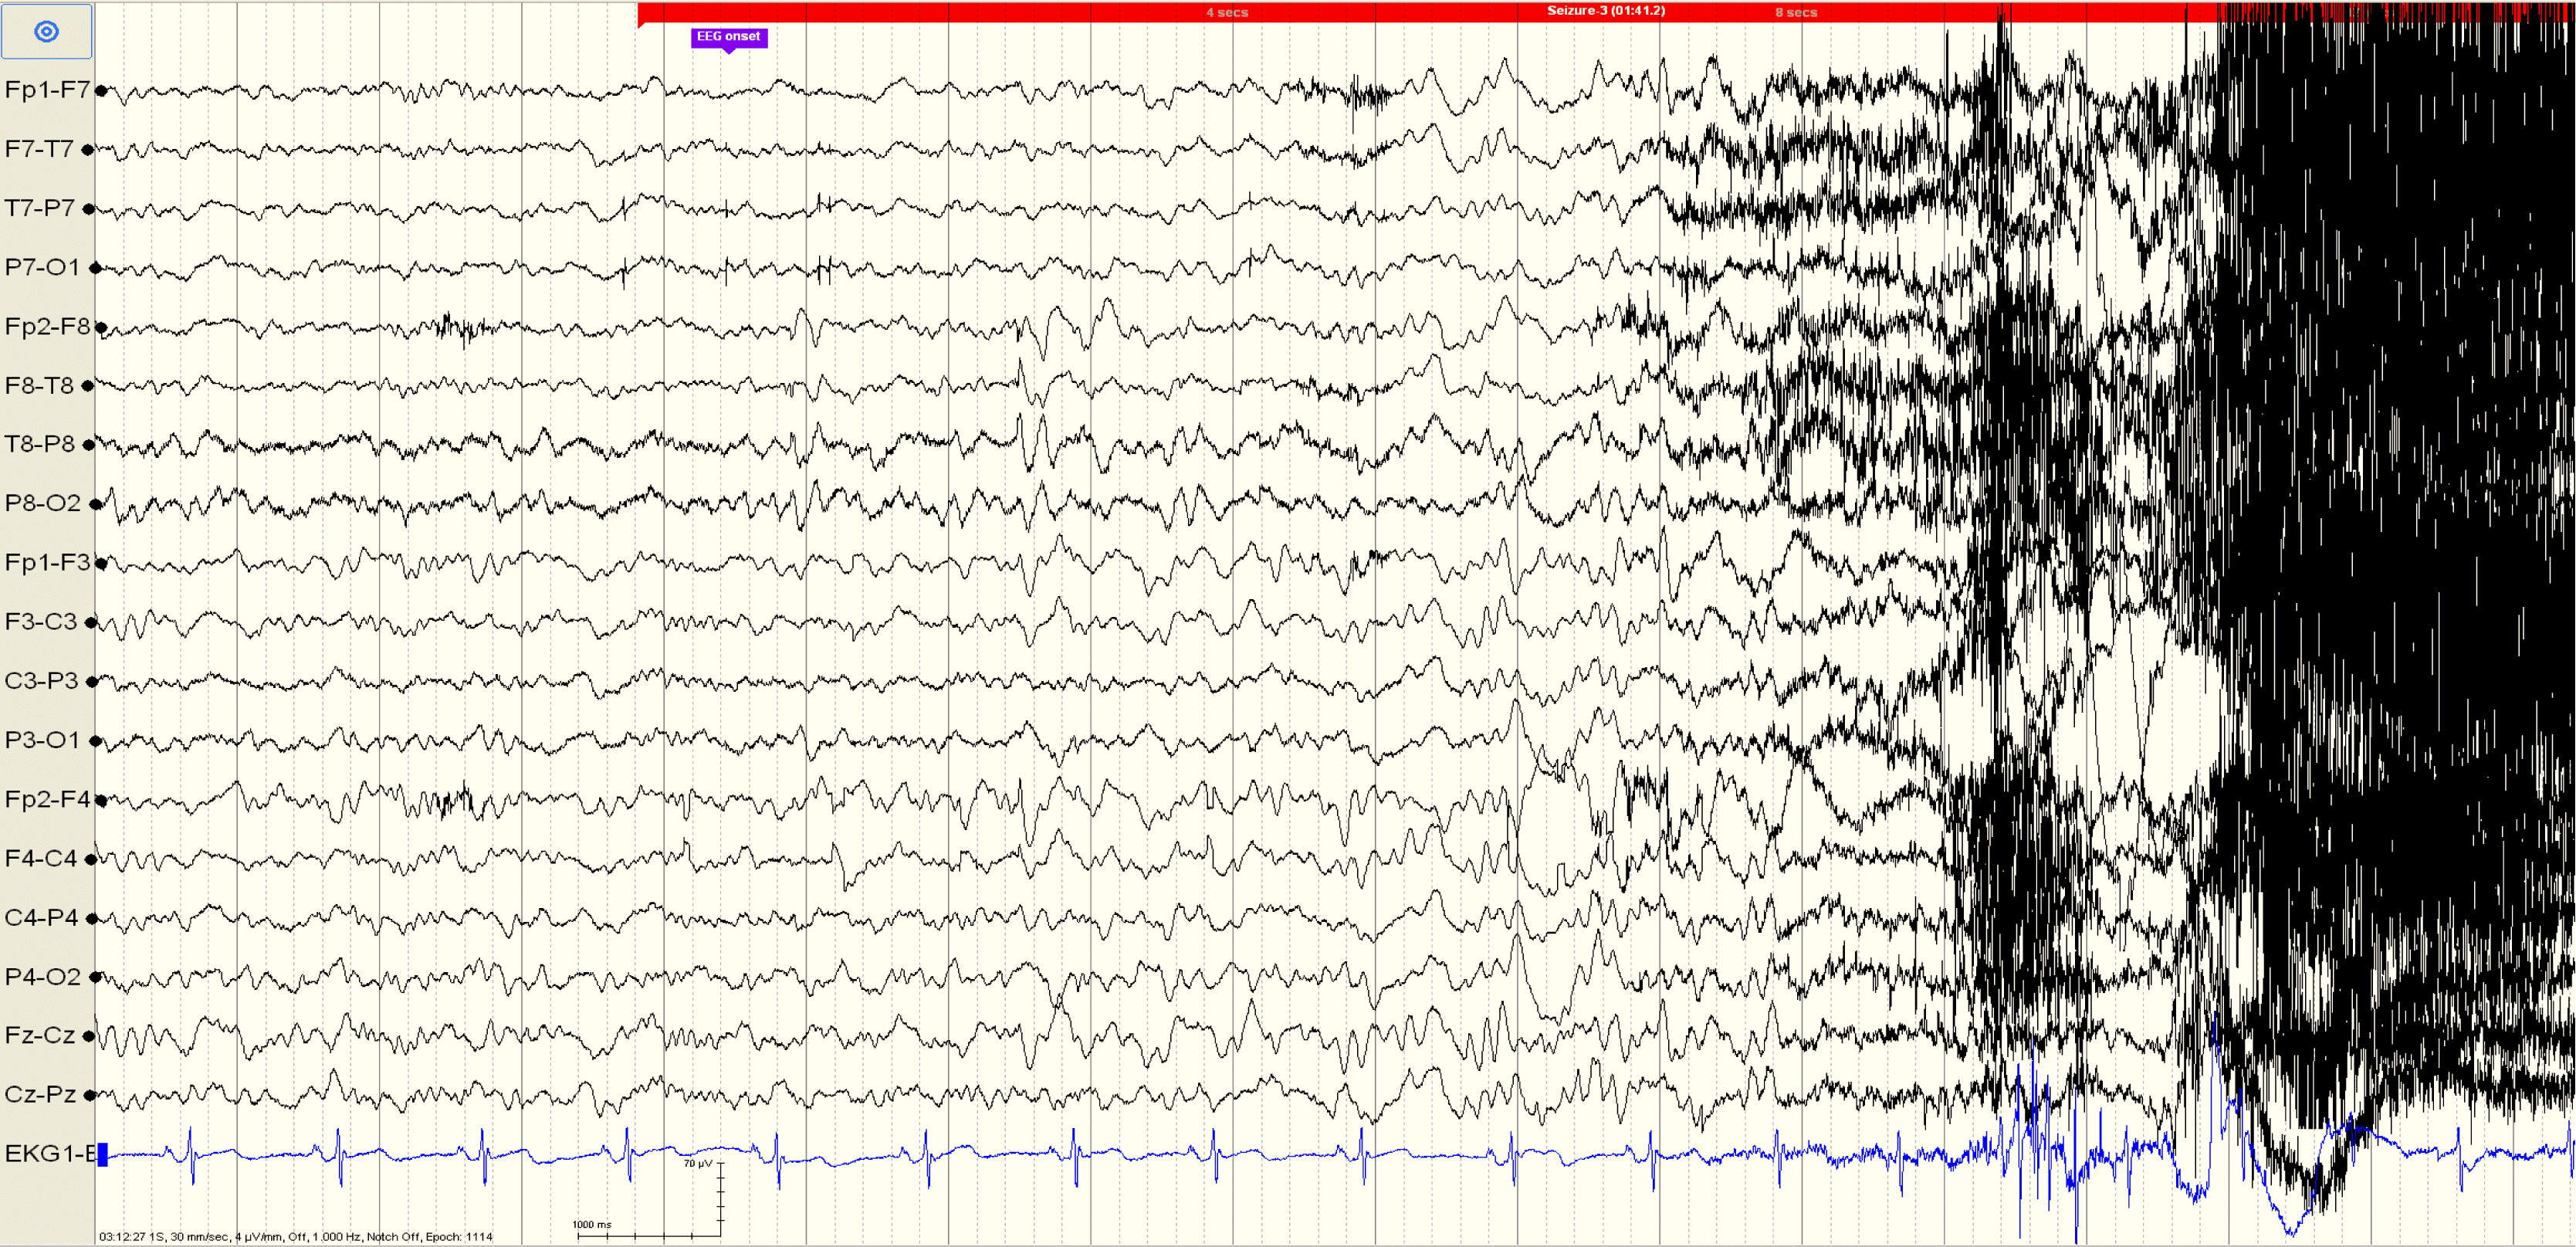 4 secs
Seizure-3 (01:41.2)
8 secs
EEG onset
Fp1-F7
F7-T7
T7-P7
P7-O1
Fp2-F8
F8-T8
T8-P8
P8-O2
Fp1-F3
F3-C3
C3-P3
P3-O1
Fp2-F4
F4-C4
C4-P4
P4-O2
Fz-Cz
Cz-Pz
EKG1-E
70 µV
1000 ms
03:12:27 1S, 30 mm/sec, 4 µV/mm, Off, 1.000 Hz, Notch Off, Epoch: 1114